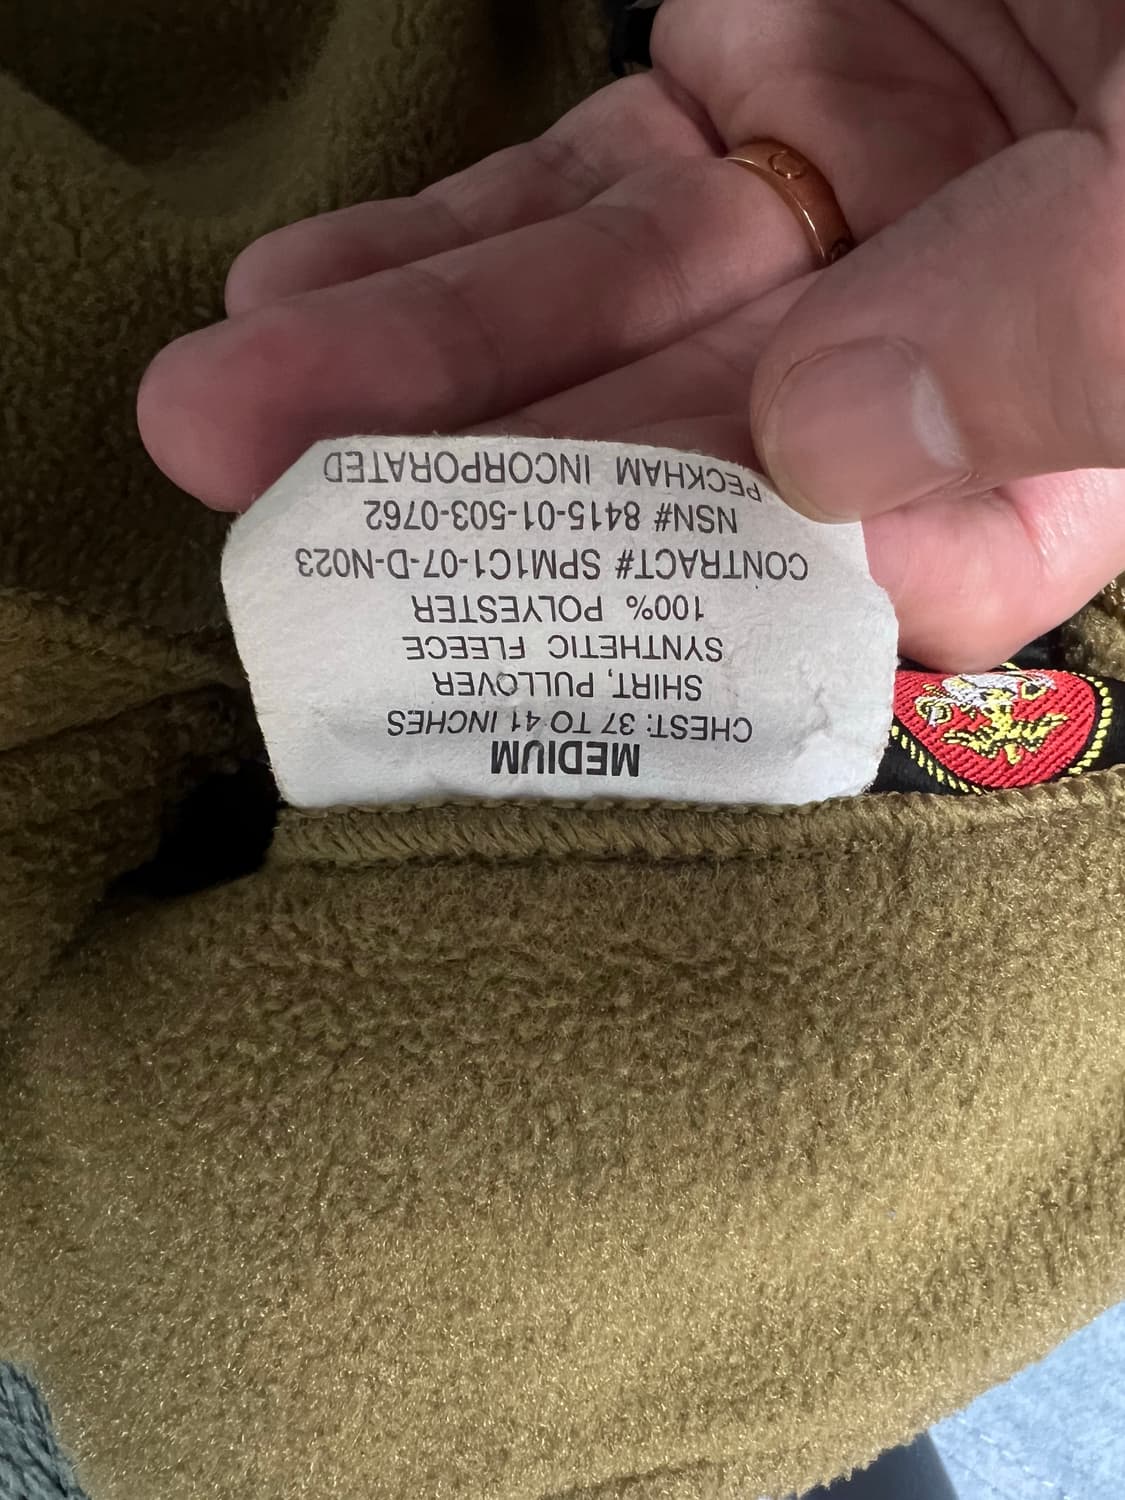 MEDIUM
CHEST: 37 TO 41 INCHES
SHIRT, PULLOVER
SYNTHETIC FLEECE
100% POLYESTER
CONTRACT# SPM1C1-07-D-N023
NSN# 8415-01-503-0762
PECKHAM INCORPORATED